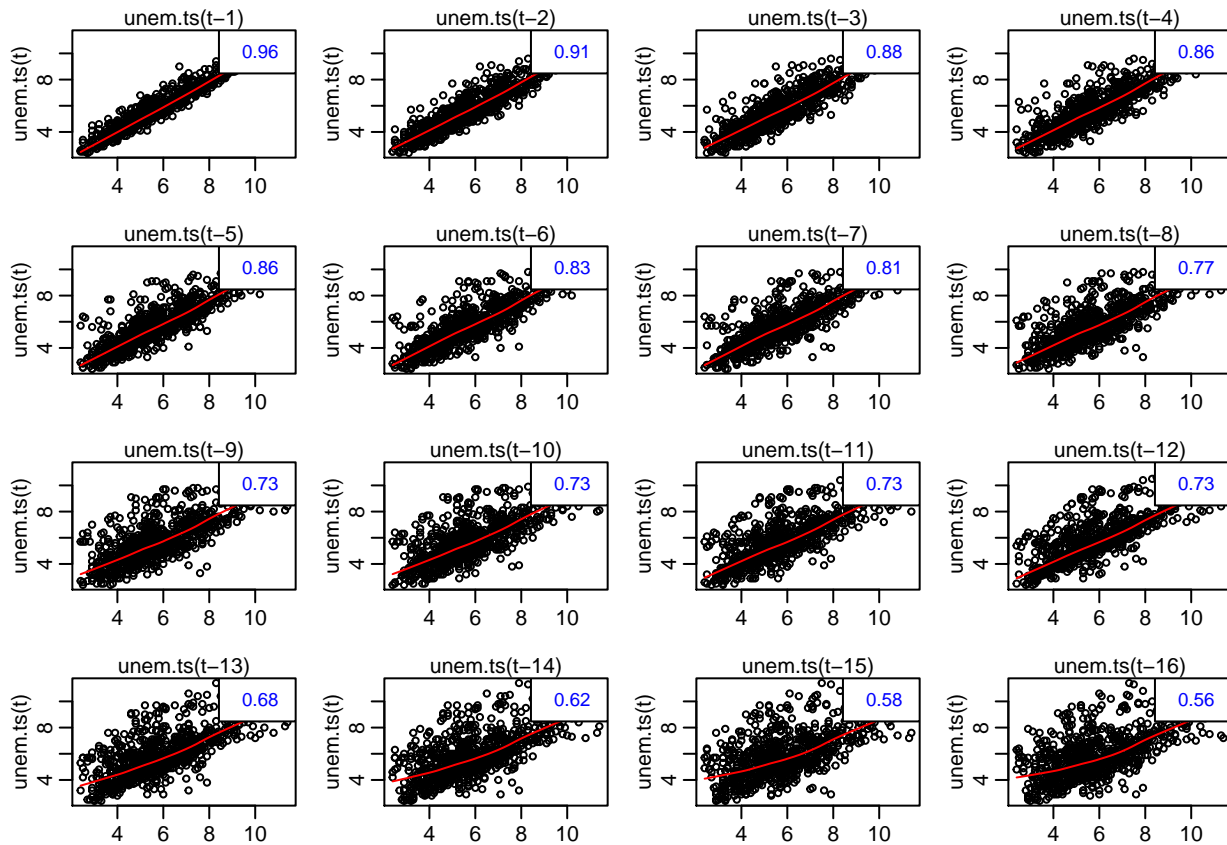 unem.ts(t−1) unem.ts(t−2) unem.ts(t−3) unem.ts(t−4)
0.96 0.91 0.88 0.86
unem.ts(t) unem.ts(t) unem.ts(t) unem.ts(t)
8 8 8 8
4 4 4 4
4 6 8 10 4 6 8 10 4 6 8 10 4 6 8 10
unem.ts(t−5) unem.ts(t−6) unem.ts(t−7) unem.ts(t−8)
0.86 0.83 0.81 0.77
unem.ts(t) unem.ts(t) unem.ts(t) unem.ts(t)
8 8 8 8
4 4 4 4
4 6 8 10 4 6 8 10 4 6 8 10 4 6 8 10
unem.ts(t−9) unem.ts(t−10) unem.ts(t−11) unem.ts(t−12)
0.73 0.73 0.73 0.73
unem.ts(t) unem.ts(t) unem.ts(t) unem.ts(t)
8 8 8 8
4 4 4 4
4 6 8 10 4 6 8 10 4 6 8 10 4 6 8 10
unem.ts(t−13) unem.ts(t−14) unem.ts(t−15) unem.ts(t−16)
0.68 0.62 0.58 0.56
unem.ts(t) unem.ts(t) unem.ts(t) unem.ts(t)
8 8 8 8
4 4 4 4
4 6 8 10 4 6 8 10 4 6 8 10 4 6 8 10